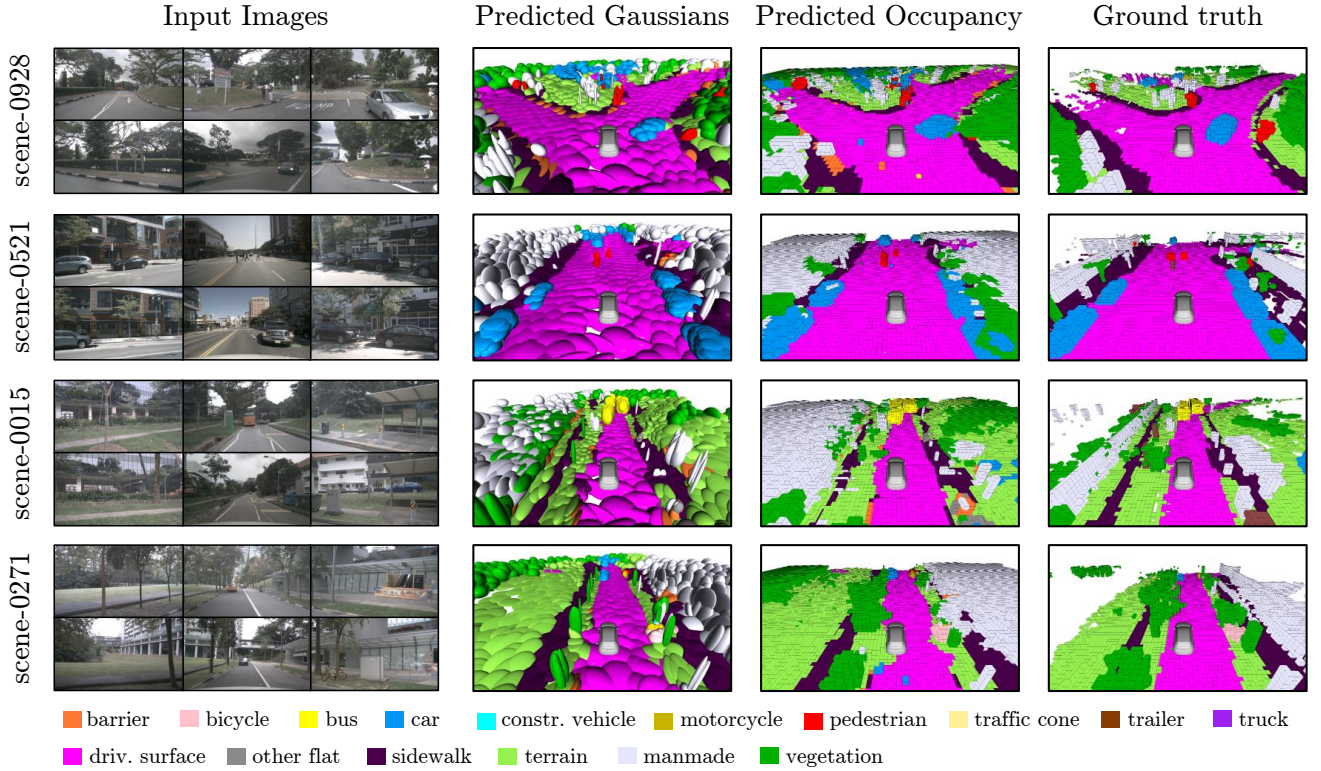 Input Images Predicted Gaussians Predicted Occupancy Ground truth
scene-0928
HUMP
scene-0521
scene-0015
scene-0271
barrier bicycle bus car constr. vehicle motorcycle pedestrian traffic cone trailer truck
driv. surface other flat sidewalk terrain manmade vegetation